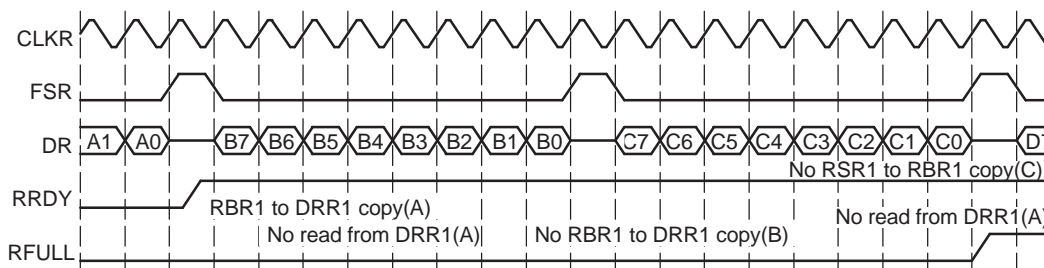 CLKR
FSR
DR A1 A0 B7 B6 B5 B4 B3 B2 B1 B0 C7 C6 C5 C4 C3 C2 C1 C0 D7
No RSR1 to RBR1 copy(C)
RRDY
RBR1 to DRR1 copy(A)
No read from DRR1(A)
No read from DRR1(A)
No RBR1 to DRR1 copy(B)
RFULL